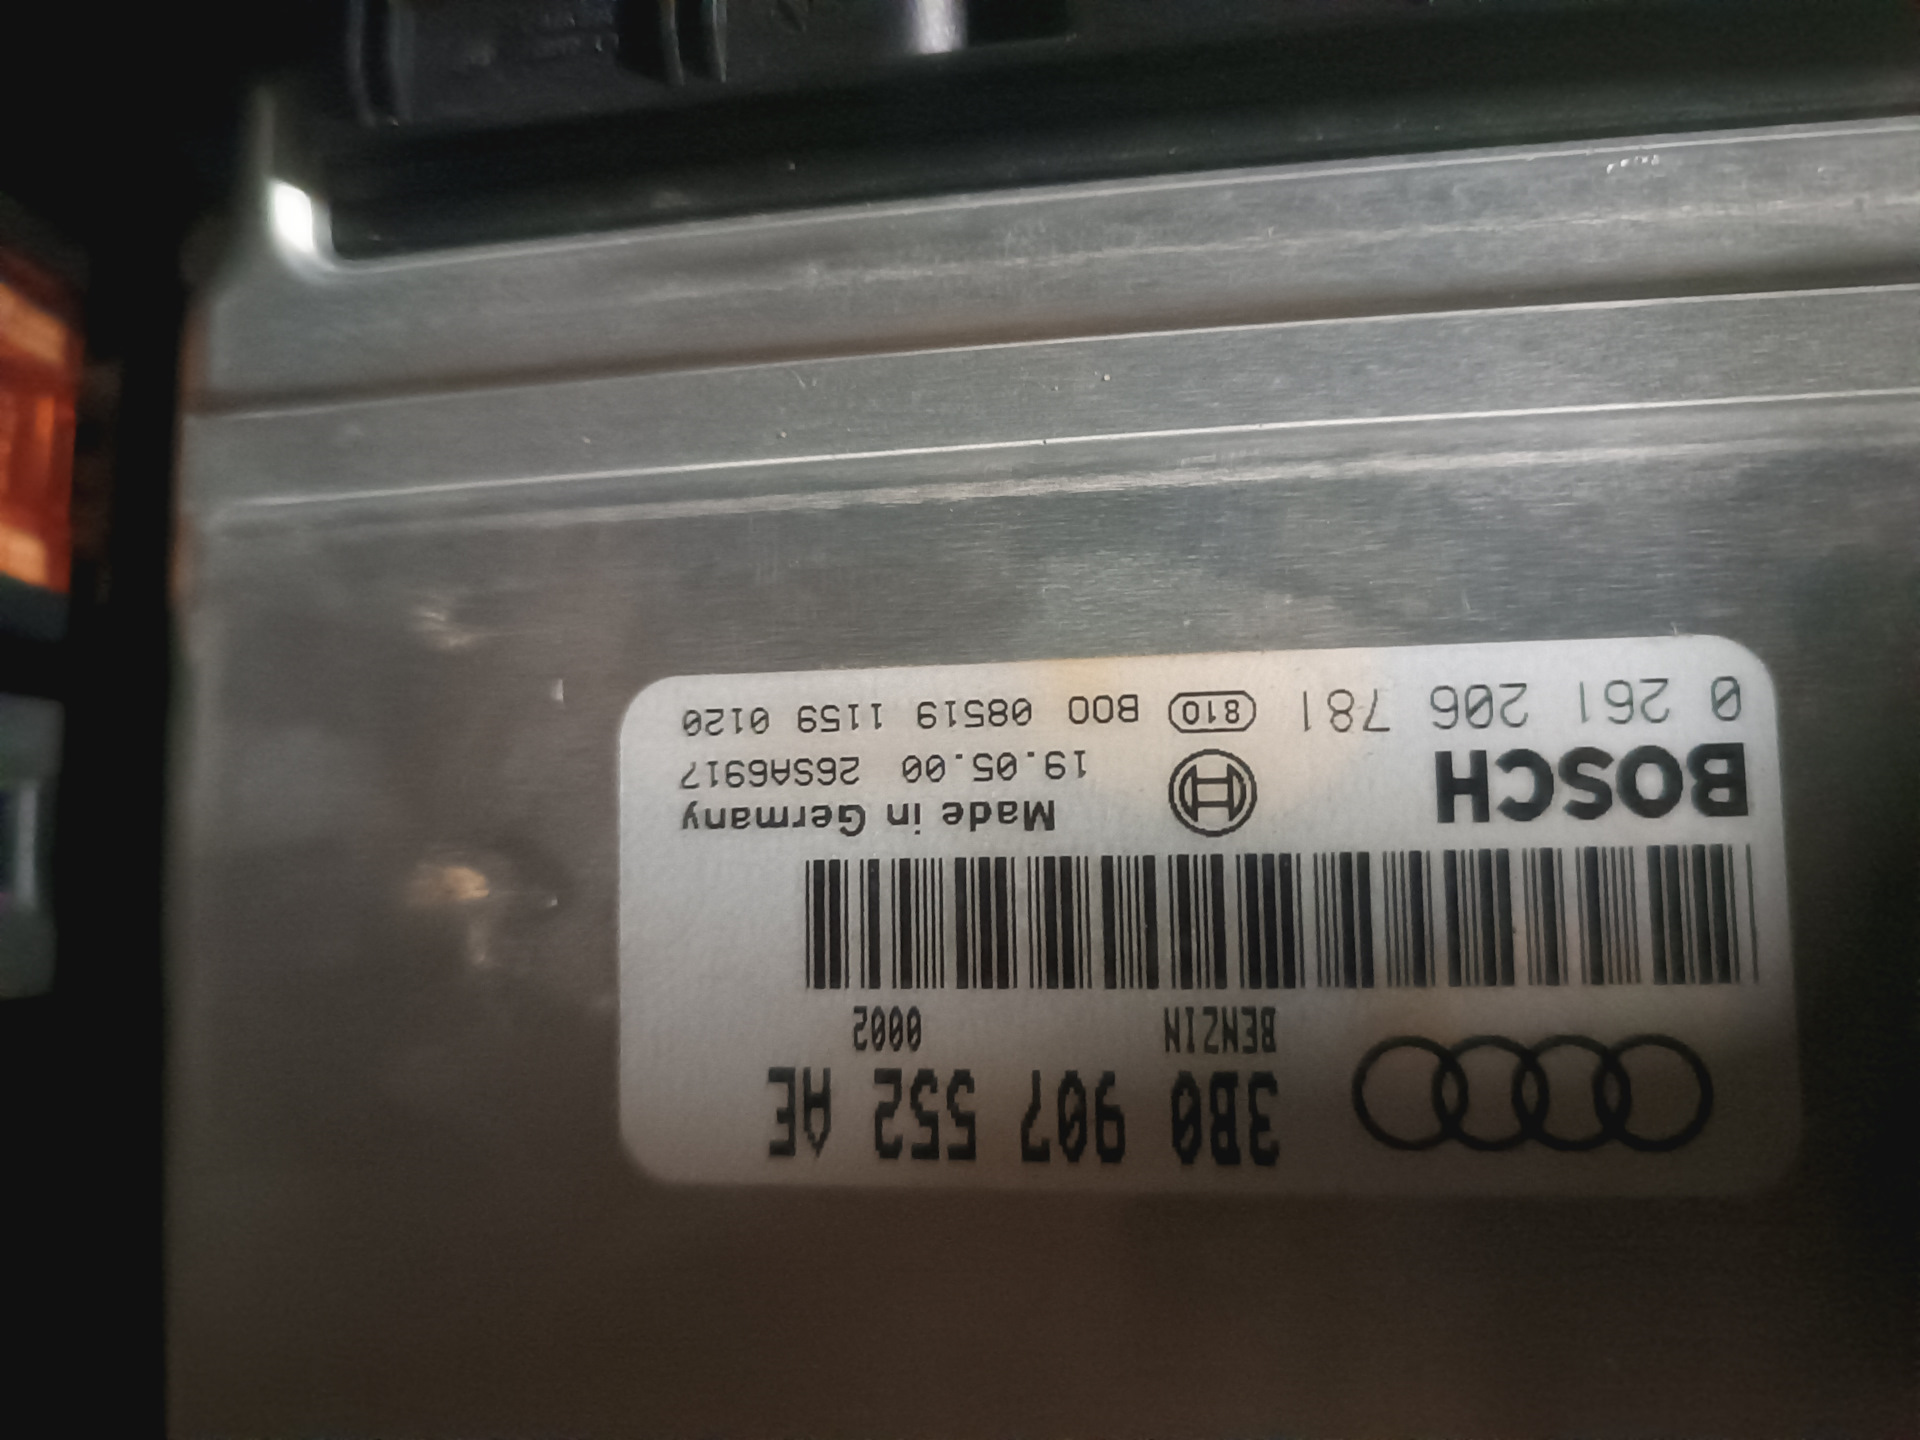 3B0 907 552 AE
BENZIN 0002
Made in Germany
BOSCH 19.05.00 26SA6917
0 261 206 781 810 B00 08519 1159 0120